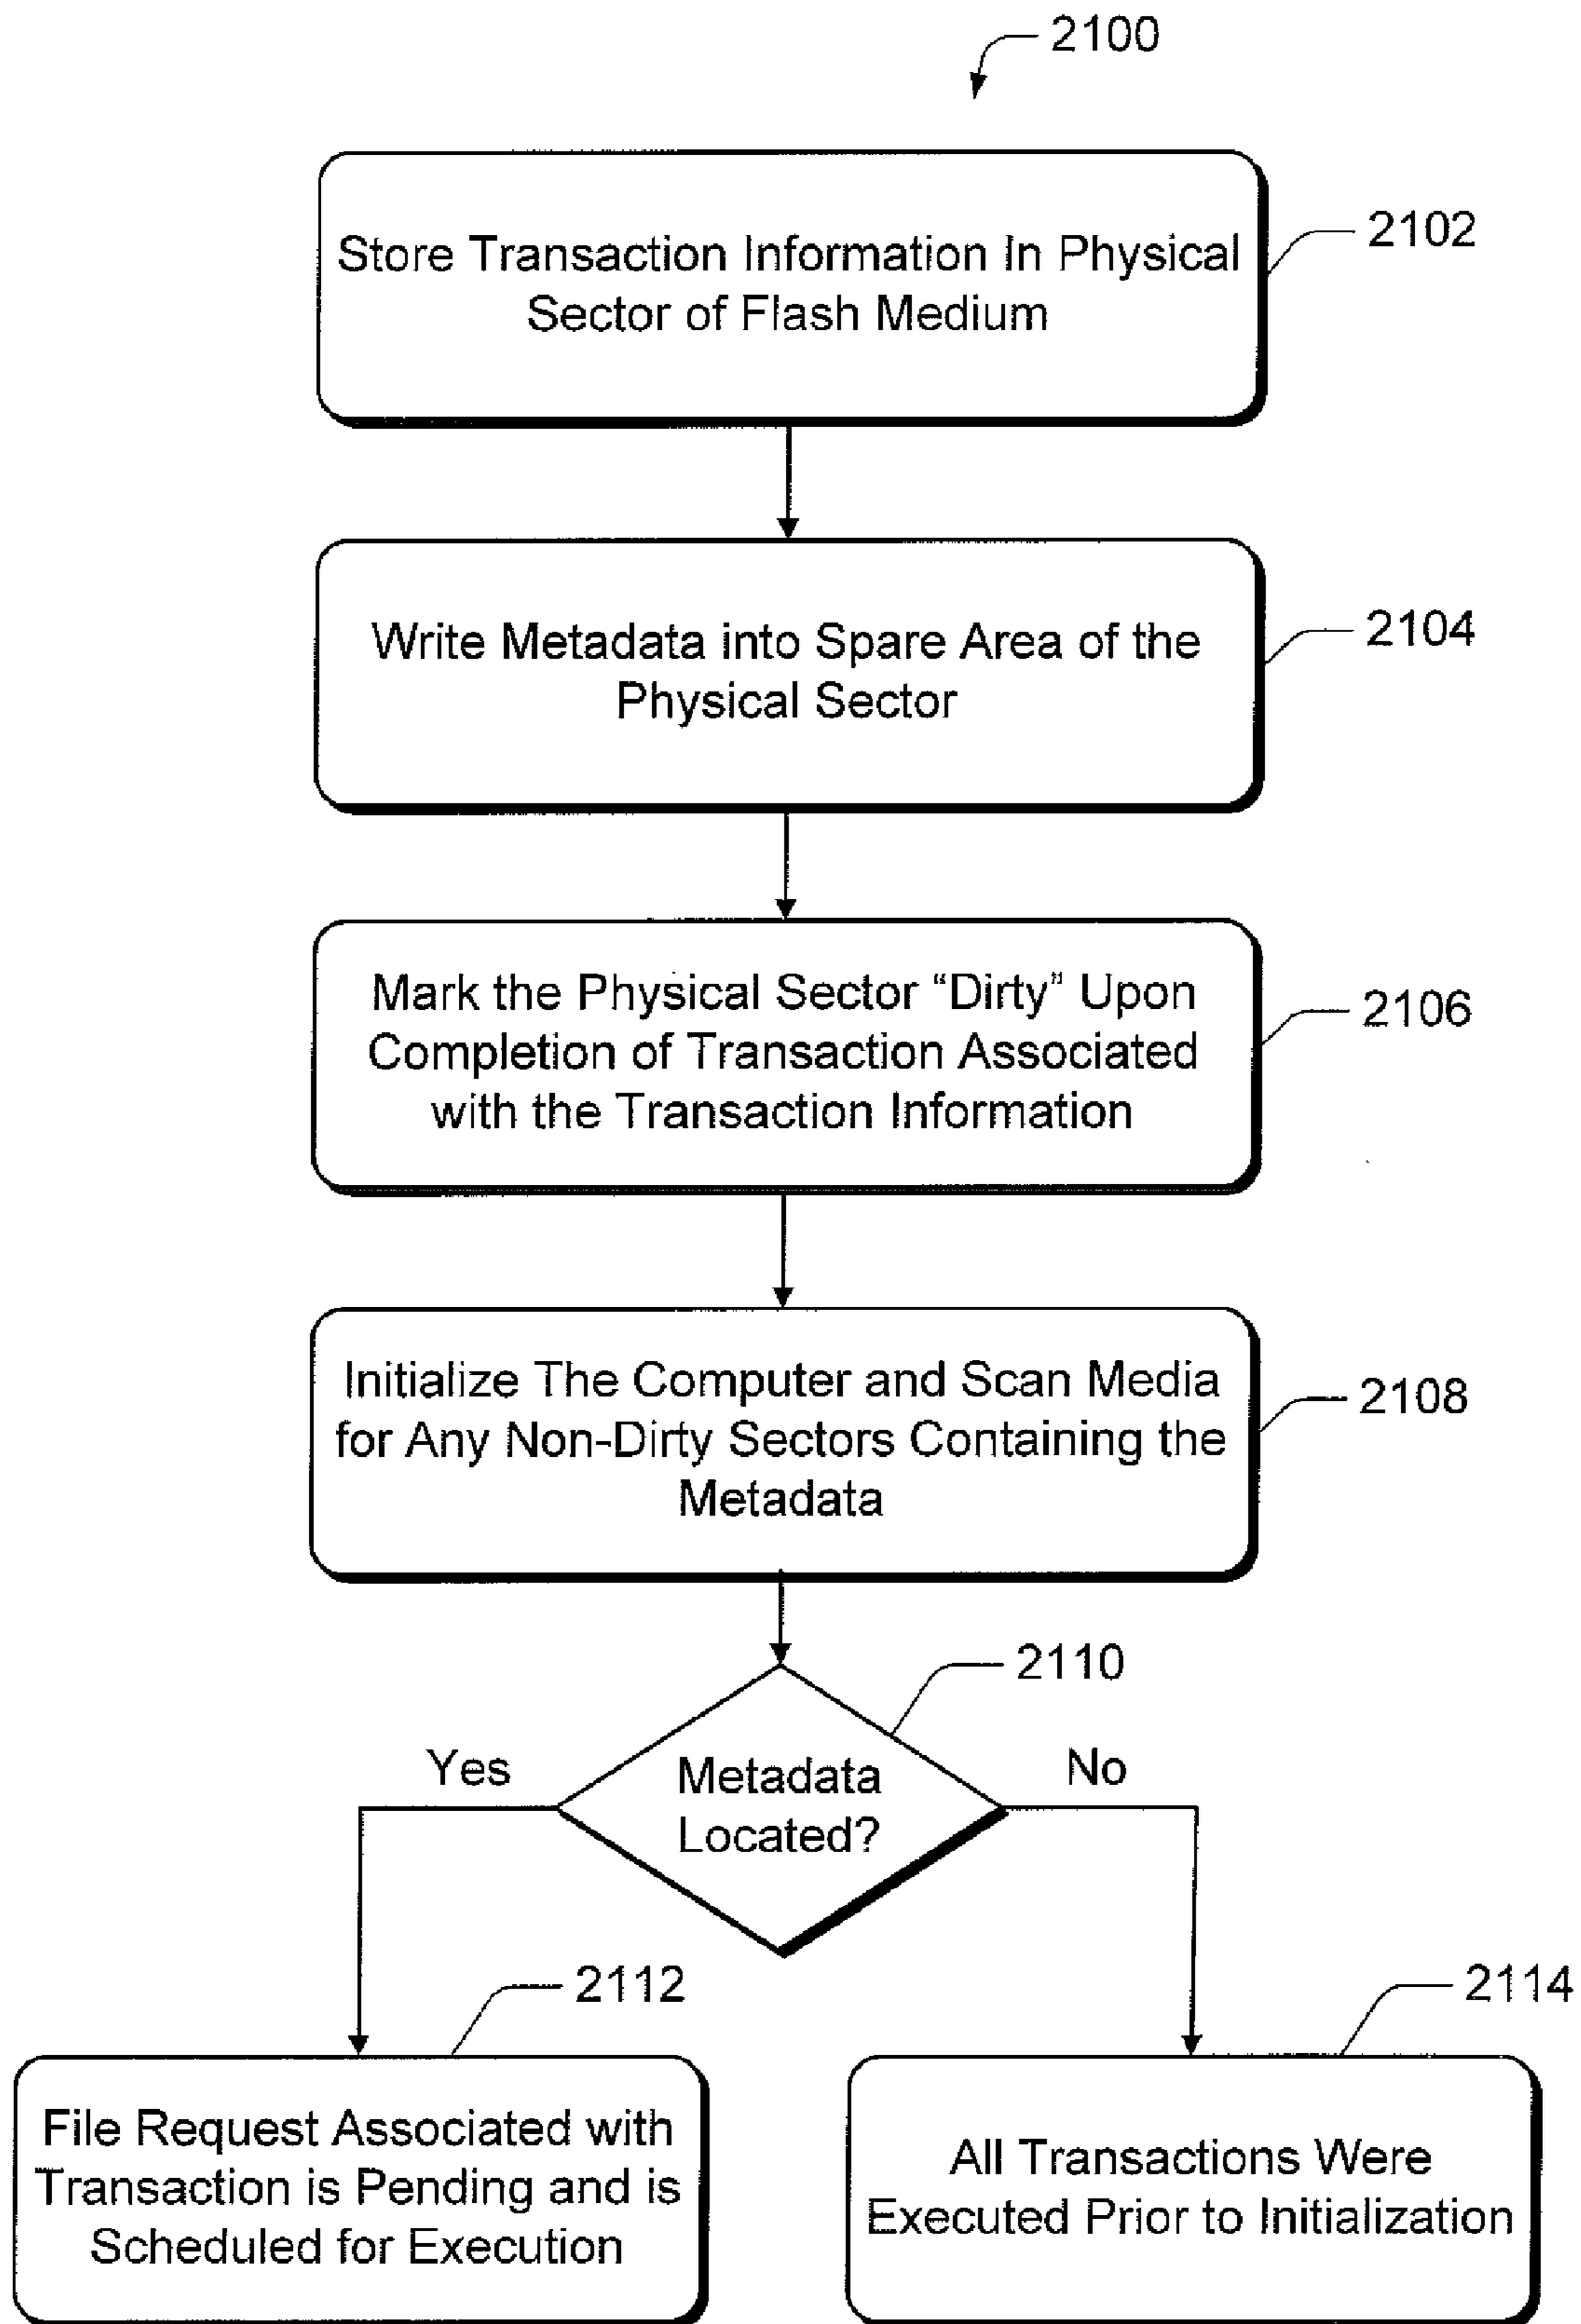 2100
Store Transaction Information In Physical
Sector of Flash Medium
2102
Write Metadata into Spare Area of the
Physical Sector
2104
Mark the Physical Sector “Dirty” Upon
Completion of Transaction Associated
with the Transaction Information
2106
Initialize The Computer and Scan Media
for Any Non-Dirty Sectors Containing the
Metadata
2108
2110
Yes
Metadata
Located?
No
2112
2114
File Request Associated with
Transaction is Pending and is
Scheduled for Execution
All Transactions Were
Executed Prior to Initialization